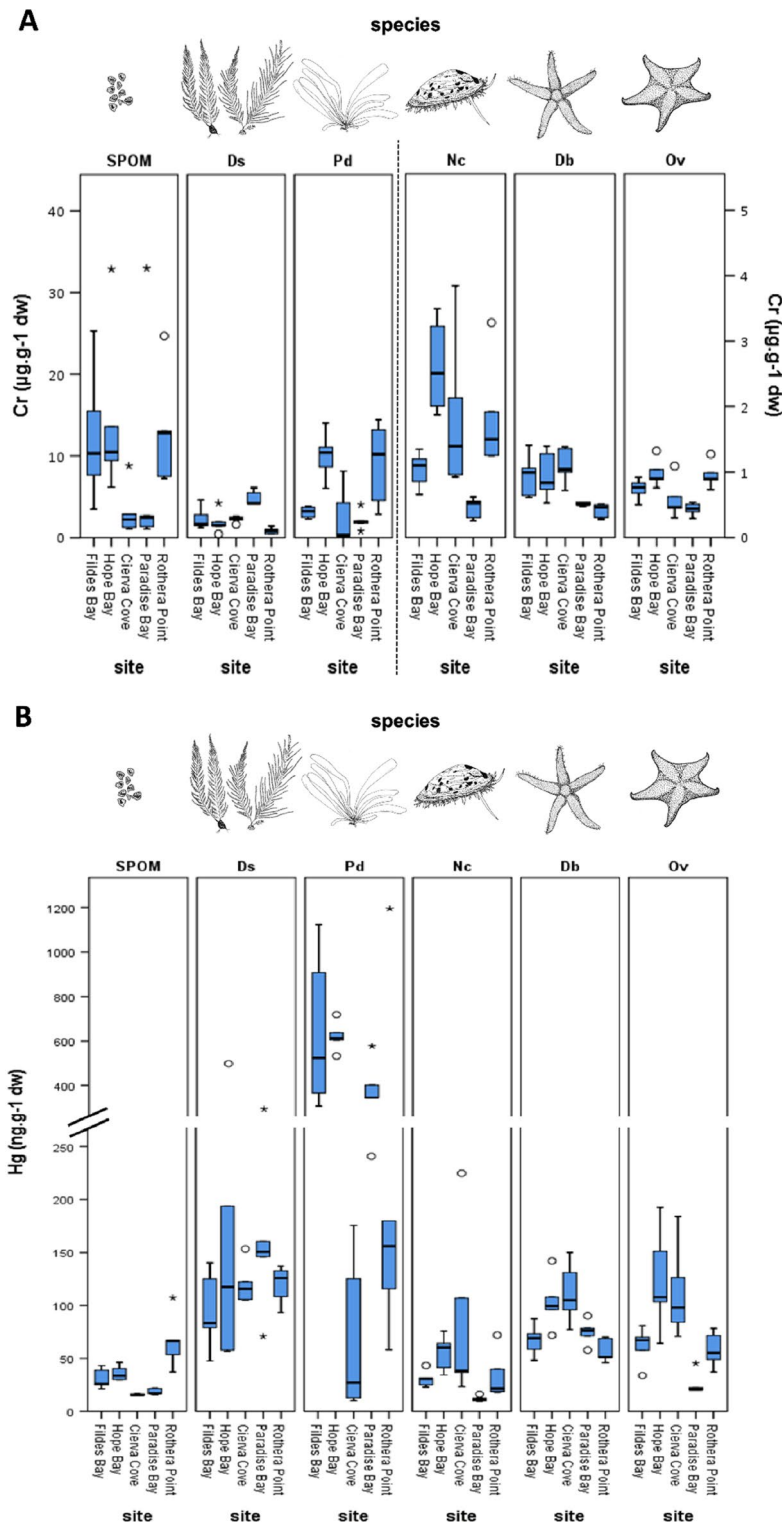 A
species
SPOM Ds Pd Nc Db Ov
40
30
20
10
0
Cr (µg.g-1 dw)
5
4
3
2
1
0
Cr (µg.g-1 dw)
Fildes Bay
Hope Bay
Cierva Cove
Paradise Bay
Rothera Point
Fildes Bay
Hope Bay
Cierva Cove
Paradise Bay
Rothera Point
Fildes Bay
Hope Bay
Cierva Cove
Paradise Bay
Rothera Point
Fildes Bay
Hope Bay
Cierva Cove
Paradise Bay
Rothera Point
Fildes Bay
Hope Bay
Cierva Cove
Paradise Bay
Rothera Point
Fildes Bay
Hope Bay
Cierva Cove
Paradise Bay
Rothera Point
site site site site site site
B
species
SPOM Ds Pd Nc Db Ov
1200
1000
800
600
400
250
200
150
100
50
0
Hg (ng.g-1 dw)
Fildes Bay
Hope Bay
Cierva Cove
Paradise Bay
Rothera Point
Fildes Bay
Hope Bay
Cierva Cove
Paradise Bay
Rothera Point
Fildes Bay
Hope Bay
Cierva Cove
Paradise Bay
Rothera Point
Fildes Bay
Hope Bay
Cierva Cove
Paradise Bay
Rothera Point
Fildes Bay
Hope Bay
Cierva Cove
Paradise Bay
Rothera Point
Fildes Bay
Hope Bay
Cierva Cove
Paradise Bay
Rothera Point
site site site site site site